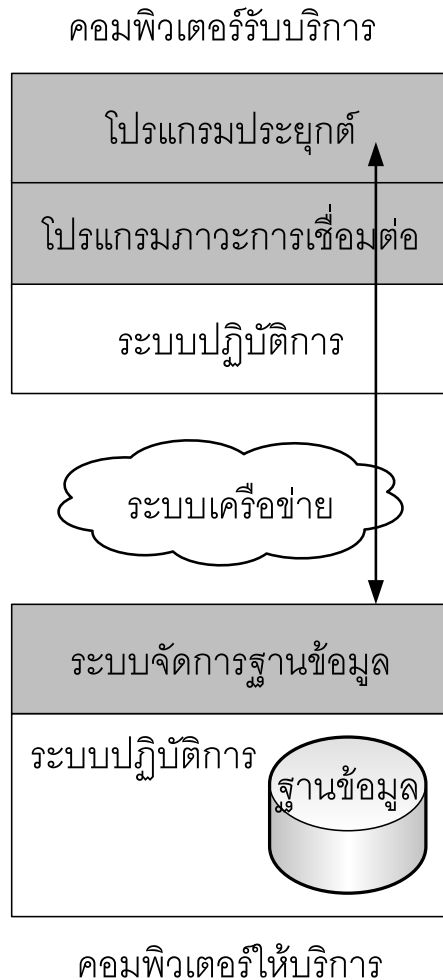 คอมพิวเตอร์รับบริการ
โปรแกรมประยุกต์
โปรแกรมภาวะการเชื่อมต่อ
ระบบปฏิบัติการ
ระบบเครือข่าย
ระบบจัดการฐานข้อมูล
ระบบปฏิบัติการ
ฐานข้อมูล
คอมพิวเตอร์ให้บริการ